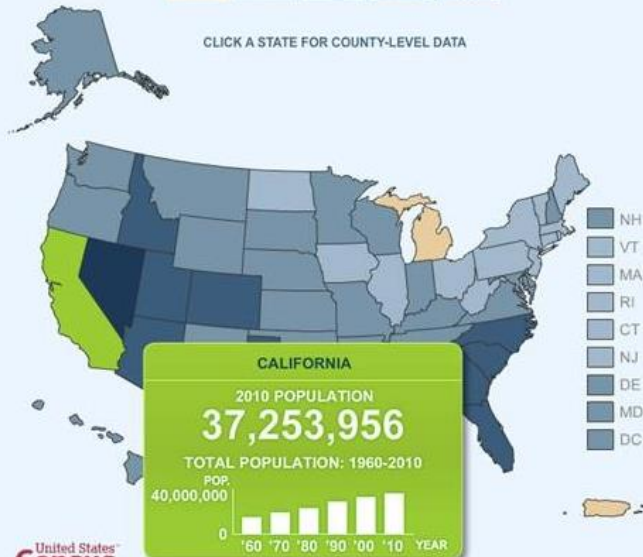 CLICK A STATE FOR COUNTY-LEVEL DATA
NH
VT
MA
RI
CT
NJ
DE
MD
DC
CALIFORNIA
2010 POPULATION
37,253,956
TOTAL POPULATION: 1960-2010
POP.
40,000,000
0
'60 '70 '80 '90 '00 '10 YEAR
United States™